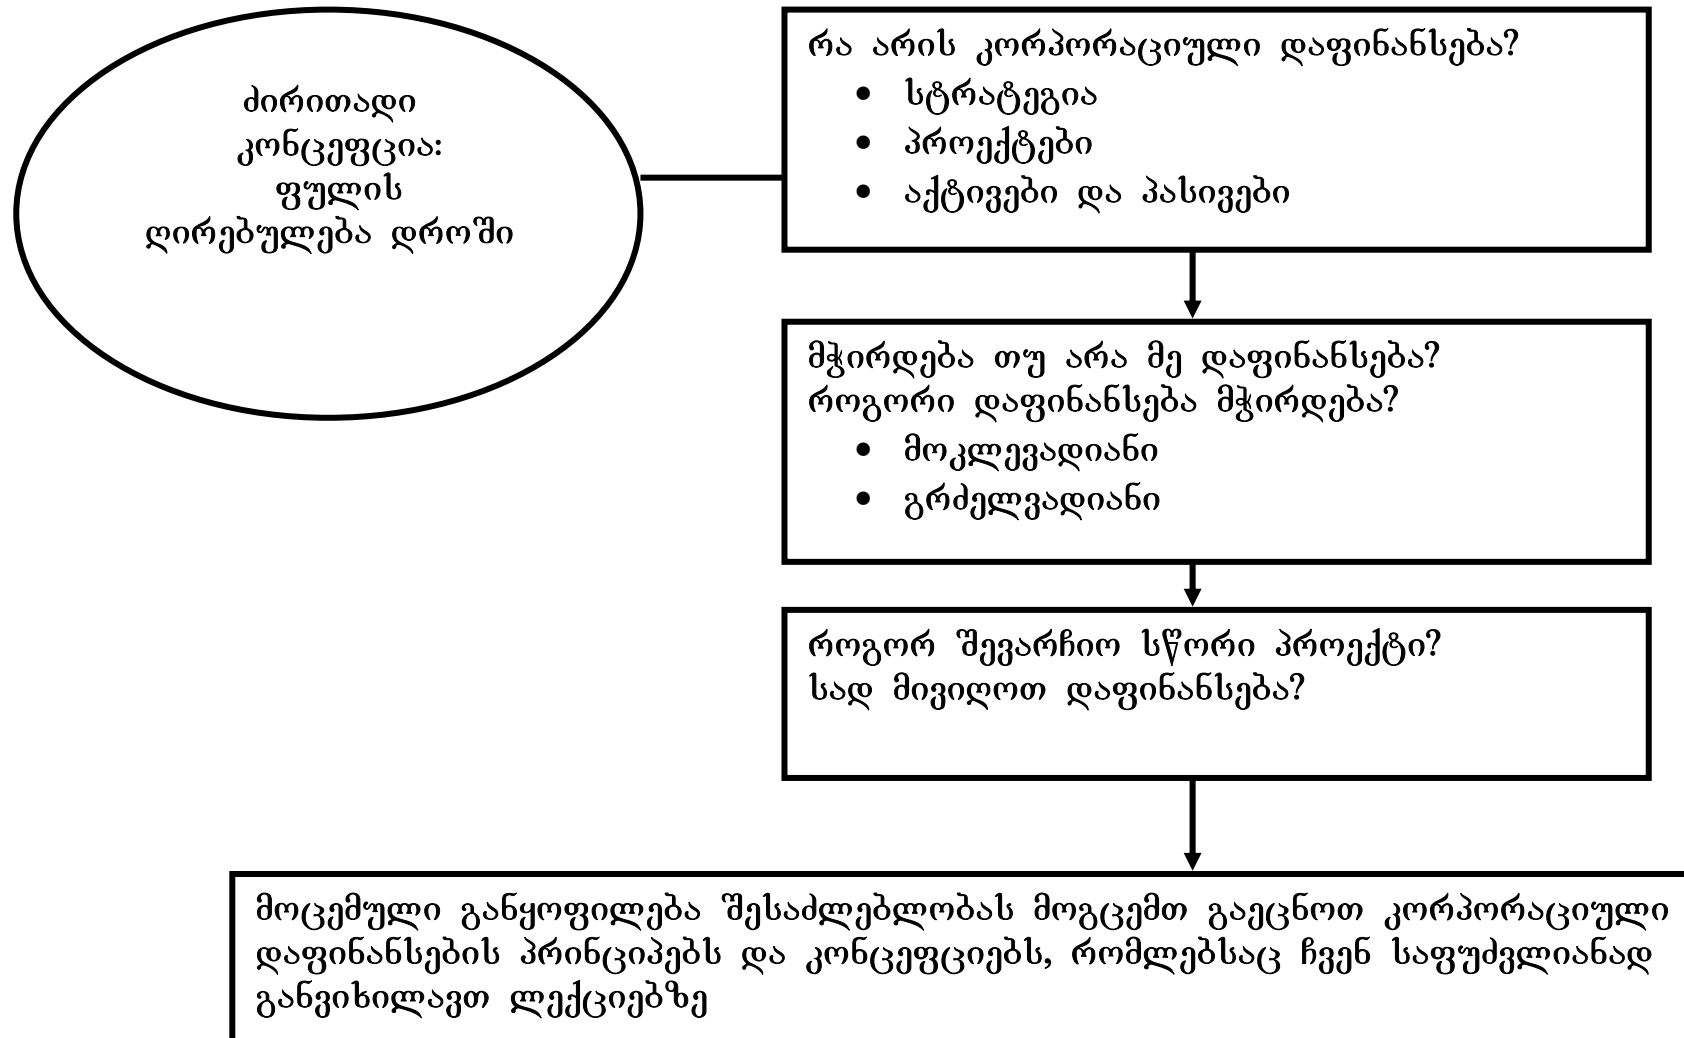 ძირითადი
კონცეფცია:
ფულის
ღირებულება დროში
რა არის კორპორაციული დაფინანსება?
• სტრატეგია
• პროექტები
• აქტივები და პასივები
მჭირდება თუ არა მე დაფინანსება?
როგორი დაფინანსება მჭირდება?
• მოკლევადიანი
• გრძელვადიანი
როგორ შევარჩიო სწორი პროექტი?
სად მივიღოთ დაფინანსება?
მოცემული განყოფილება შესაძლებლობას მოგცემთ გაეცნოთ კორპორაციული
დაფინანსების პრინციპებს და კონცეფციებს, რომლებსაც ჩვენ საფუძვლიანად
განვიხილავთ ლექციებზე